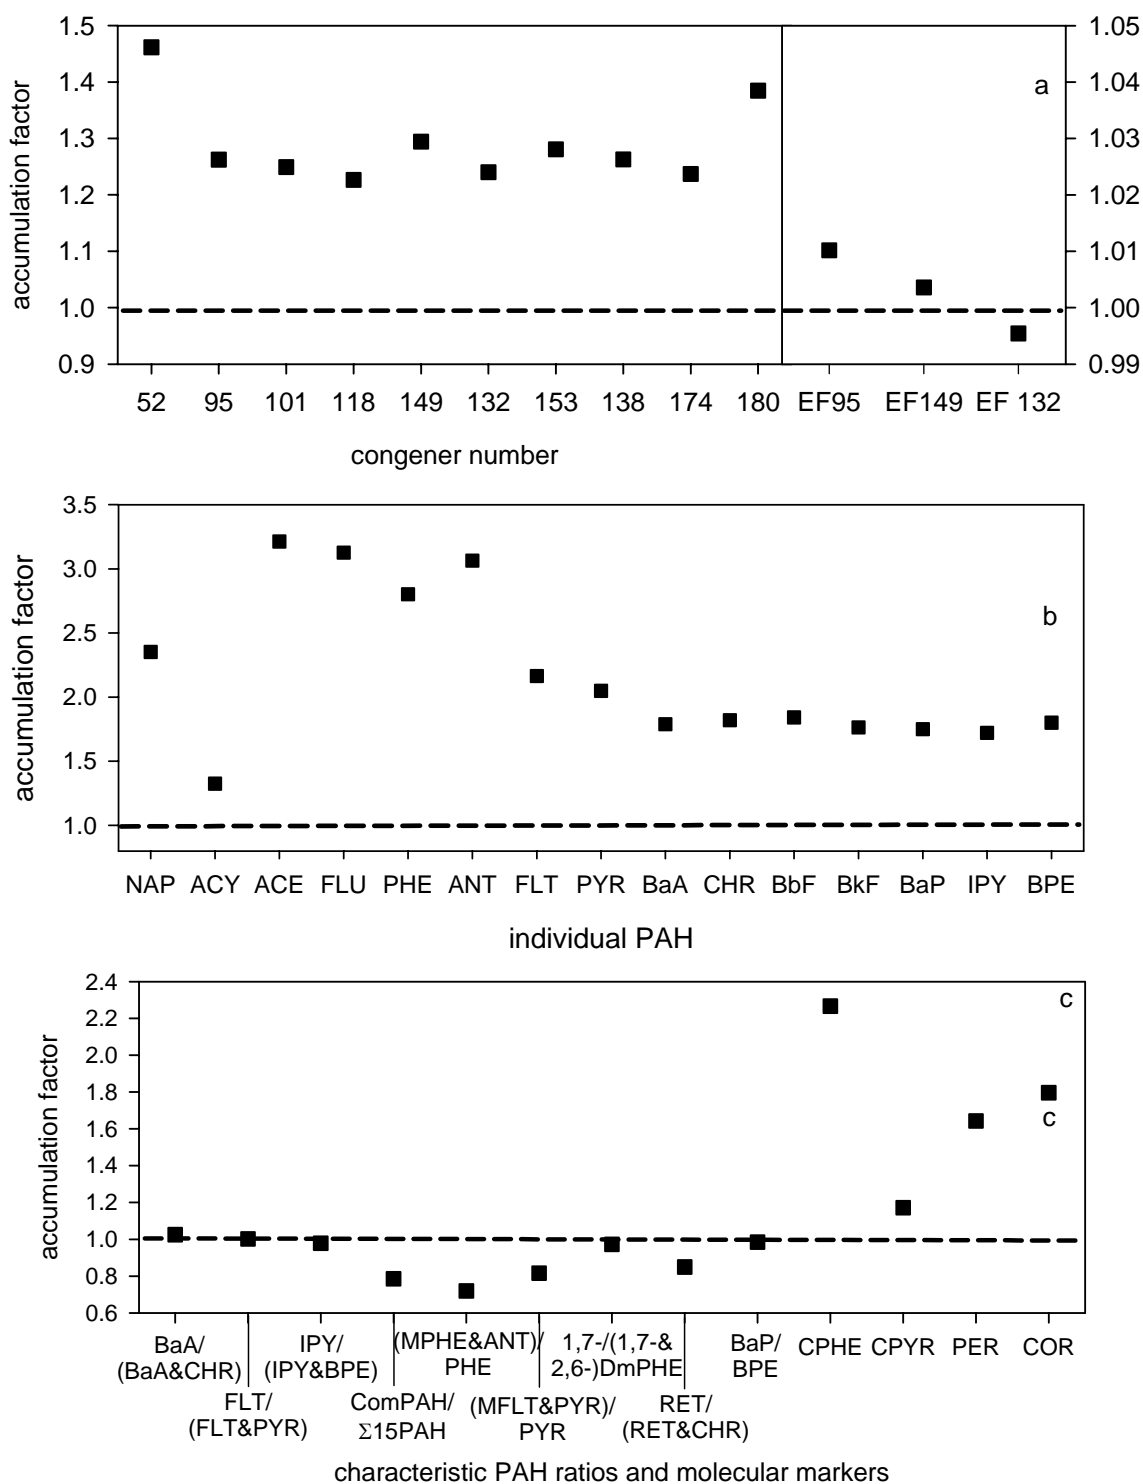 1.5
1.4
1.3
1.2
1.1
1.0
0.9
accumulation factor
1.05
1.04
1.03
1.02
1.01
1.00
0.99
a
52 95 101 118 149 132 153 138 174 180 EF95 EF149 EF 132
congener number
3.5
3.0
2.5
2.0
1.5
1.0
accumulation factor
b
NAP ACY ACE FLU PHE ANT FLT PYR BaA CHR BbF BkF BaP IPY BPE
individual PAH
2.4
2.2
2.0
1.8
1.6
1.4
1.2
1.0
0.8
0.6
accumulation factor
c
c
BaA/
(BaA&CHR)
FLT/
(FLT&PYR)
IPY/
(IPY&BPE)
ComPAH/
Σ15PAH
(MPHE&ANT)/
PHE
(MFLT&PYR)/
PYR
1,7-/(1,7-&
2,6-)DmPHE
RET/
(RET&CHR)
BaP/
BPE
CPHE CPYR PER COR
characteristic PAH ratios and molecular markers